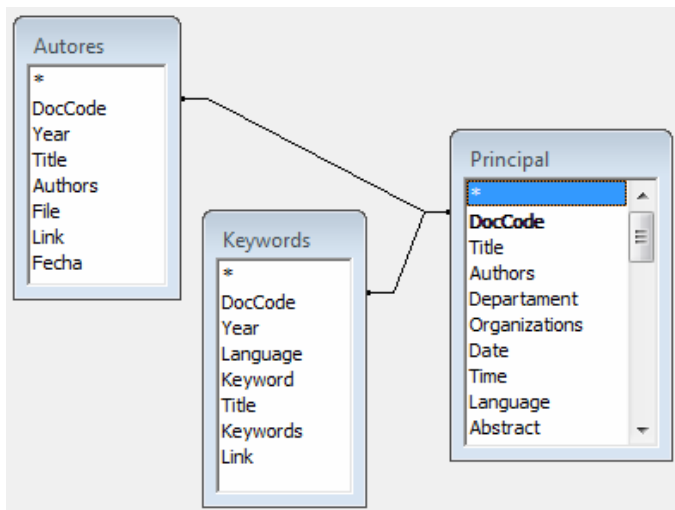 Autores
*
DocCode
Year
Title
Authors
File
Link
Fecha
Keywords
*
DocCode
Year
Language
Keyword
Title
Keywords
Link
Principal
*
DocCode
Title
Authors
Departament
Organizations
Date
Time
Language
Abstract